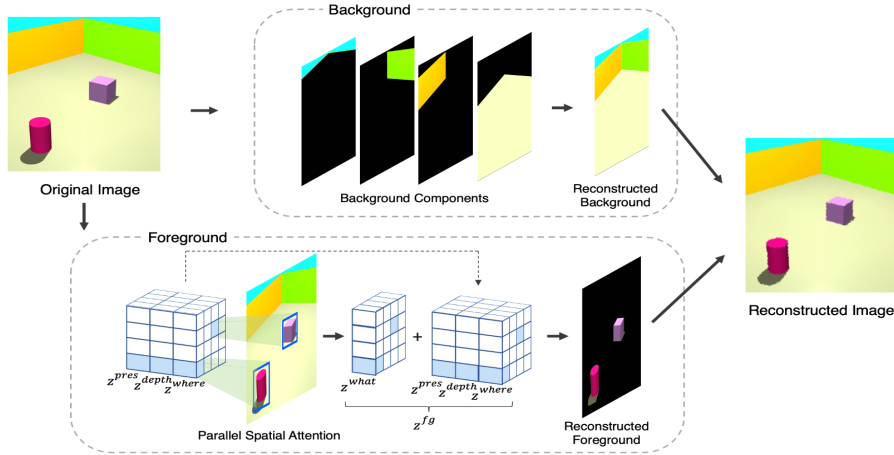 Background
Original Image
Background Components
Reconstructed
Background
Foreground
z^pres z^depth z^where
z^what
+
z^pres z^depth z^where
z^fg
Parallel Spatial Attention
Reconstructed
Foreground
Reconstructed Image